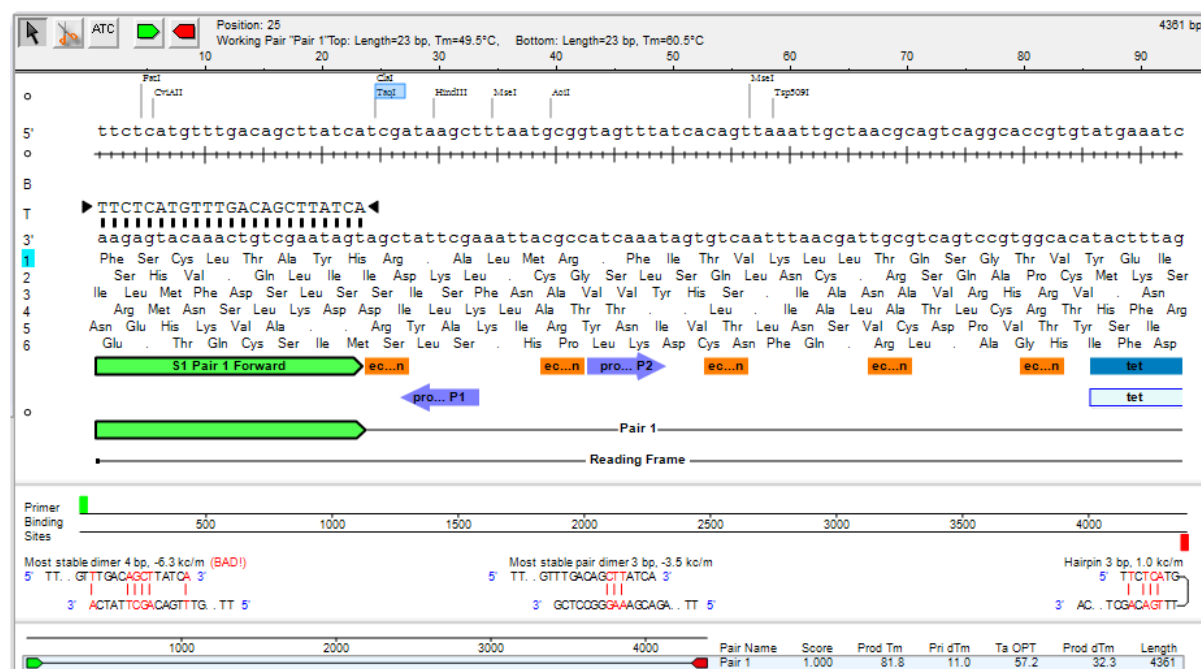 ATC
Position: 25
4361 bp
Working Pair "Pair 1"Top: Length=23 bp, Tm=49.5°C, Bottom: Length=23 bp, Tm=60.5°C
10 20 30 40 50 60 70 80 90
FatI ClaI MseI
CviAII TaqI HindIII MseI AciI Tsp509I
5' ttctcatgtttgacagcttatcatcgataagctttaatgcggtagtttatcacagttaaattgctaacgcagtcaggcaccgtgtatgaaatc
B
T TTCTCATGTTTGACAGCTTATCA
3' aagagtacaaactgtcgaatagtagctattcgaaattacgccatcaaatagtgtcaatttaacgattgcgtcagtccgtggcacatactttag
1 Phe Ser Cys Leu Thr Ala Tyr His Arg . Ala Leu Met Arg . Phe Ile Thr Val Lys Leu Leu Thr Gln Ser Gly Thr Val Tyr Glu Ile
2 Ser His Val . Gln Leu Ile Ile Asp Lys Leu . Cys Gly Ser Leu Ser Gln Leu Asn Cys . Arg Ser Gln Ala Pro Cys Met Lys Ser
3 Ile Leu Met Phe Asp Ser Leu Ser Ser Ile Ser Phe Asn Ala Val Val Tyr His Ser . Ile Ala Asn Ala Val Arg His Arg Val . Asn
4 Arg Met Asn Ser Leu Lys Asp Asp Ile Leu Lys Leu Ala Thr Thr . . Leu . Ile Ala Leu Ala Thr Leu Cys Arg Thr His Phe Arg
5 Asn Glu His Lys Val Ala . . Arg Tyr Ala Lys Ile Arg Tyr Asn Ile Val Thr Leu Asn Ser Val Cys Asp Pro Val Thr Tyr Ser Ile
6 Glu . Thr Gln Cys Ser Ile Met Ser Leu Ser . His Pro Leu Lys Asp Cys Asn Phe Gln . Arg Leu . Ala Gly His Ile Phe Asp
S1 Pair 1 Forward ec...n ec...n pro... P2 ec...n ec...n ec...n tet
pro... P1 tet
Pair 1
Reading Frame
Primer
Binding
Sites
500 1000 1500 2000 2500 3000 3500 4000
Most stable dimer 4 bp, -6.3 kc/m (BAD!) Most stable pair dimer 3 bp, -3.5 kc/m Hairpin 3 bp, 1.0 kc/m
5' TT. . GTTTGACAGCTTATCA 3' 5' TT. . GTTTGACAGCTTATCA 3' 5' TTCTCATG
3' ACTATTCGACAGTTTG. . TT 5' 3' GCTCCGGGAAAGCAGA. . TT 5' 3' AC. . TCGACAGTTT
1000 2000 3000 4000
Pair Name Score Prod Tm Pri dTm Ta OPT Prod dTm Length
Pair 1 1.000 81.8 11.0 57.2 32.3 4361